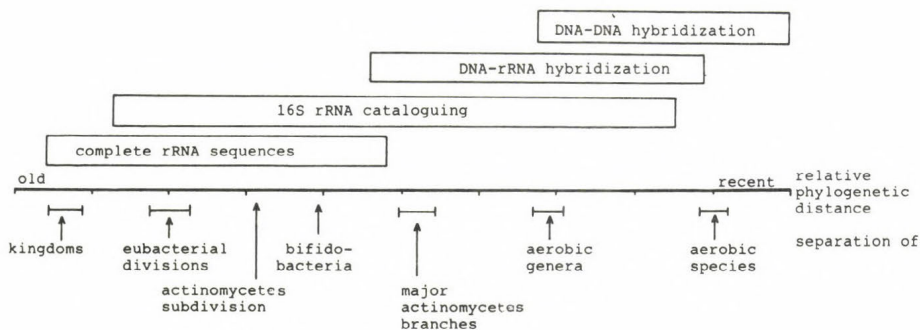 DNA-DNA hybridization
DNA-rRNA hybridization
16S rRNA cataloguing
complete rRNA sequences
old
recent
relative
phylogenetic
distance
kingdoms
eubacterial
divisions
actinomycetes
subdivision
bifido-
bacteria
major
actinomycetes
branches
aerobic
genera
aerobic
species
separation of